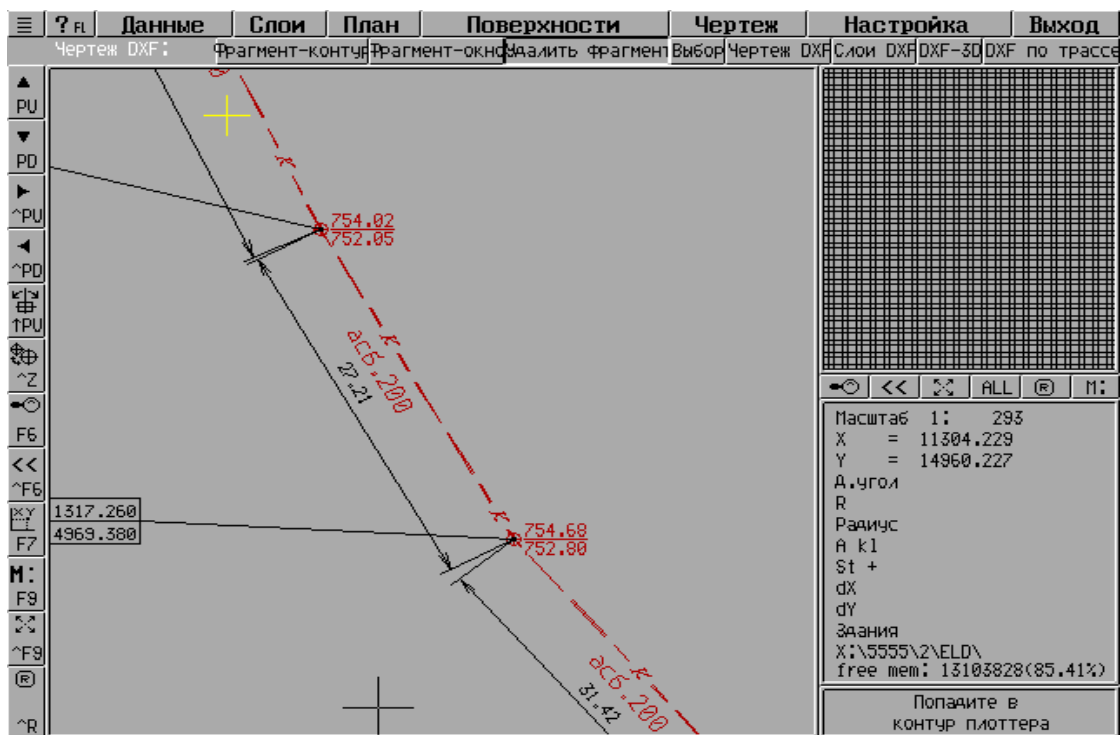 ? FL Данные Слои План Поверхности Чертеж Настройка Выход
Чертеж DXF: Фрагмент-контур Фрагмент-окно Удалить фрагмент Выбор Чертеж DXF Слои DXF DXF-3D DXF по трассе
PU
PD
^PU
^PD
↑PU
^Z
F6
<<
^F6
XY
F7
M:
F9
^F9
®
^R
К
754.02
752.05
К
асб.200
27.21
1317.260
4969.380
К
754.68
752.80
К
асб.200
31.42
<< ALL ® M:
Масштаб 1: 293
X = 11304.229
Y = 14960.227
Д.угол
R
Радиус
A kl
St +
dX
dY
Здания
X:\5555\2\ELD\
free mem: 13103828(85.41%)
Попадите в
контур плоттера